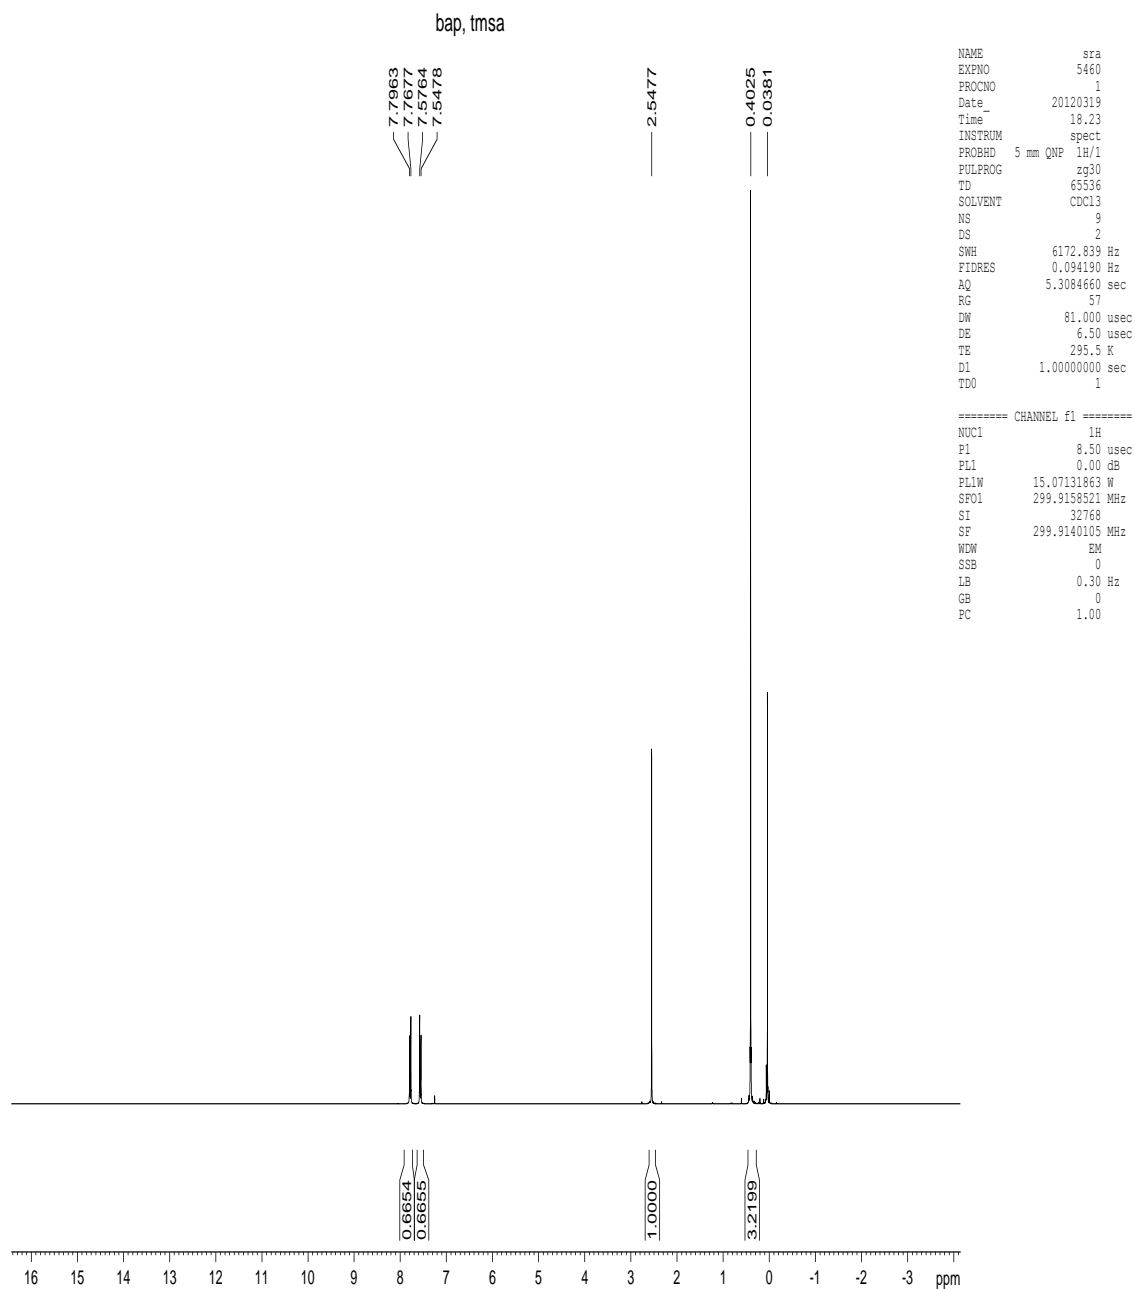 bap, tmsa
7.7963
7.7677
7.5764
7.5478
2.5477
0.4025
0.0381
NAME sra
EXPNO 5460
PROCNO 1
Date_ 20120319
Time 18.23
INSTRUM spect
PROBHD 5 mm QNP 1H/1
PULPROG zg30
TD 65536
SOLVENT CDCl3
NS 9
DS 2
SWH 6172.839 Hz
FIDRES 0.094190 Hz
AQ 5.3084660 sec
RG 57
DW 81.000 usec
DE 6.50 usec
TE 295.5 K
D1 1.00000000 sec
TD0 1
======== CHANNEL f1 ========
NUC1 1H
P1 8.50 usec
PL1 0.00 dB
PL1W 15.07131863 W
SFO1 299.9158521 MHz
SI 32768
SF 299.9140105 MHz
WDW EM
SSB 0
LB 0.30 Hz
GB 0
PC 1.00
0.6654
0.6655
1.0000
3.2199
16 15 14 13 12 11 10 9 8 7 6 5 4 3 2 1 0 -1 -2 -3 ppm